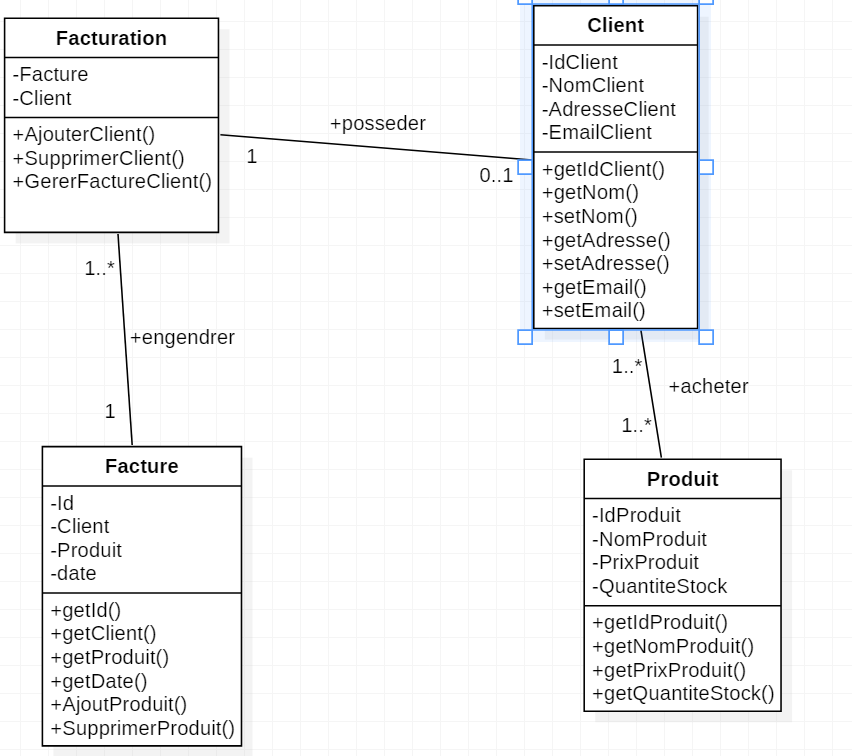 Facturation
-Facture
-Client
+AjouterClient()
+SupprimerClient()
+GererFactureClient()
+posseder
1
0..1
Client
-IdClient
-NomClient
-AdresseClient
-EmailClient
+getIdClient()
+getNom()
+setNom()
+getAdresse()
+setAdresse()
+getEmail()
+setEmail()
1..*
+engendrer
1
1..*
+acheter
1..*
Facture
-Id
-Client
-Produit
-date
+getId()
+getClient()
+getProduit()
+getDate()
+AjoutProduit()
+SupprimerProduit()
Produit
-IdProduit
-NomProduit
-PrixProduit
-QuantiteStock
+getIdProduit()
+getNomProduit()
+getPrixProduit()
+getQuantiteStock()